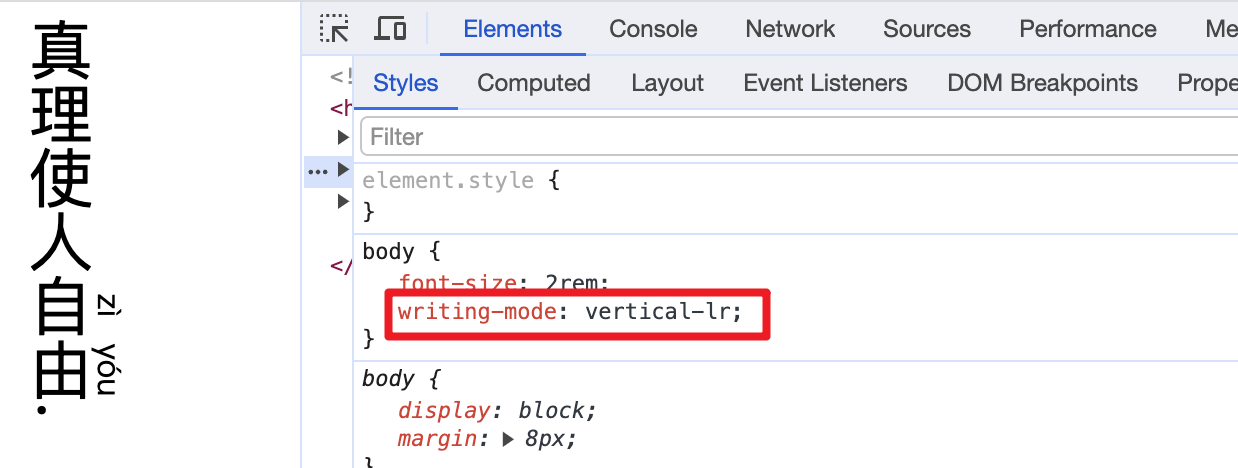 真理使人自由.
zì yóu
Elements Console Network Sources Performance Me
<!
Styles Computed Layout Event Listeners DOM Breakpoints Prope
<h
Filter
element.style {
}
body {
font-size: 2rem;
writing-mode: vertical-lr;
}
</
body {
display: block;
margin: ▶ 8px;
}